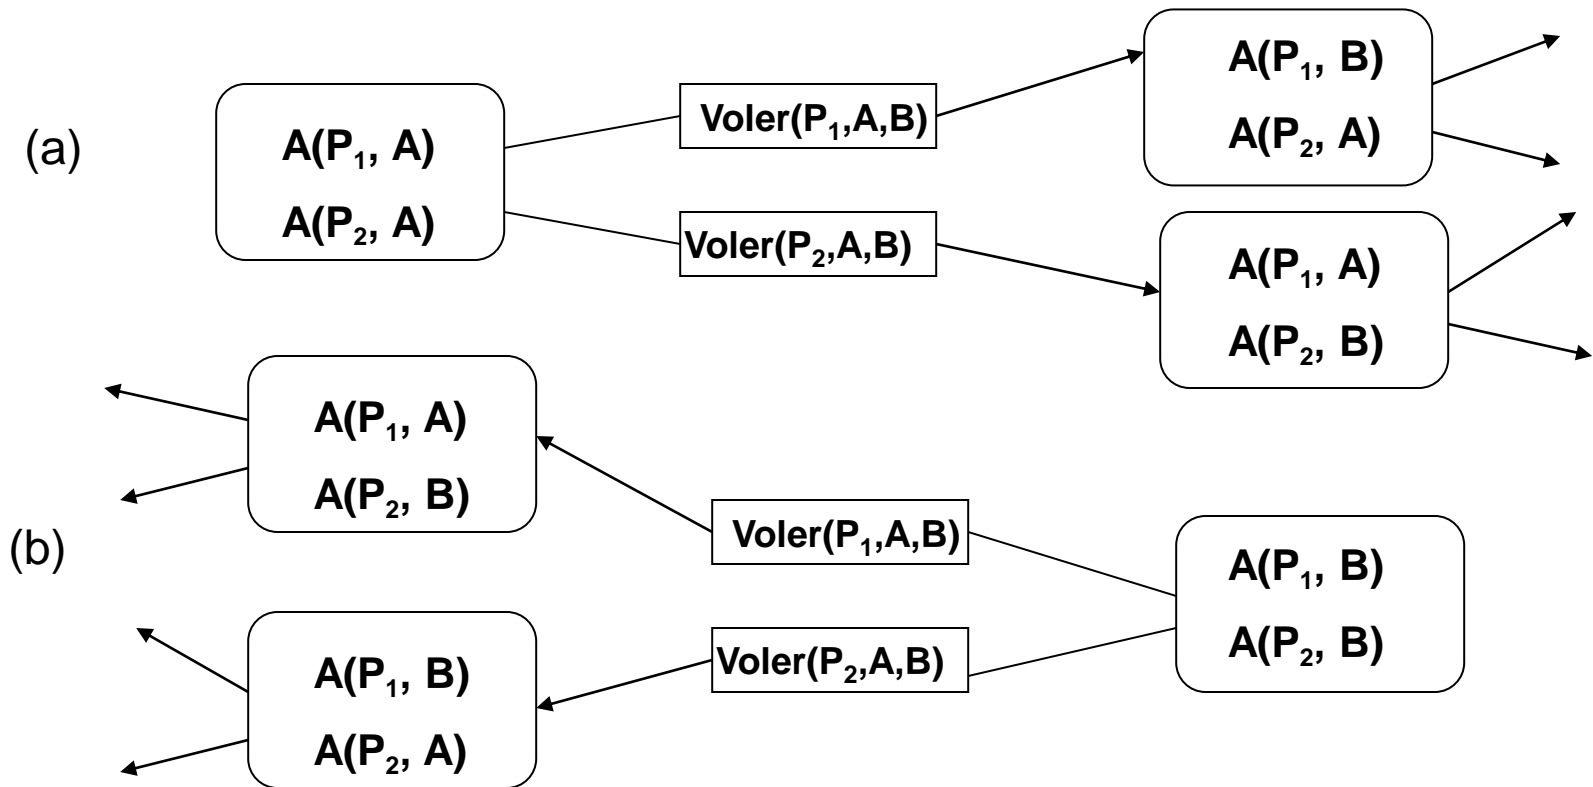 (a)
A(P₁, A)
A(P₂, A)
Voler(P₁,A,B)
Voler(P₂,A,B)
A(P₁, B)
A(P₂, A)
A(P₁, A)
A(P₂, B)
(b)
A(P₁, A)
A(P₂, B)
A(P₁, B)
A(P₂, A)
Voler(P₁,A,B)
Voler(P₂,A,B)
A(P₁, B)
A(P₂, B)